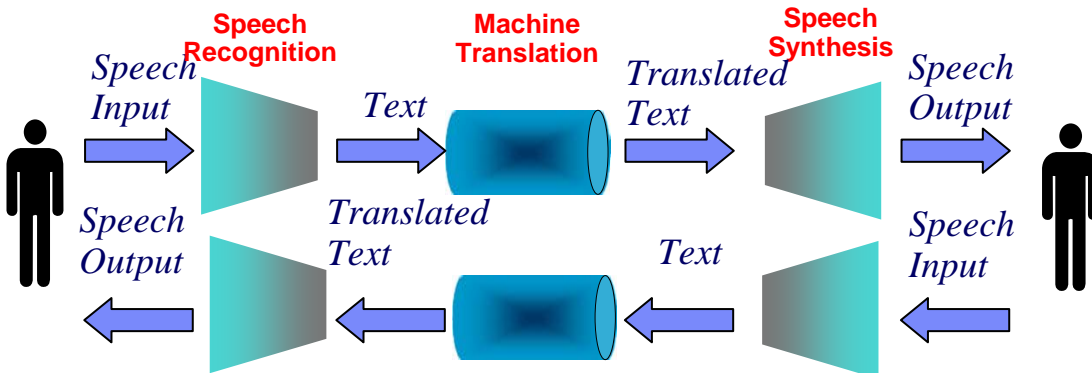 Speech
Recognition
Machine
Translation
Speech
Synthesis
Speech
Input
Text
Translated
Text
Speech
Output
Speech
Output
Translated
Text
Text
Speech
Input